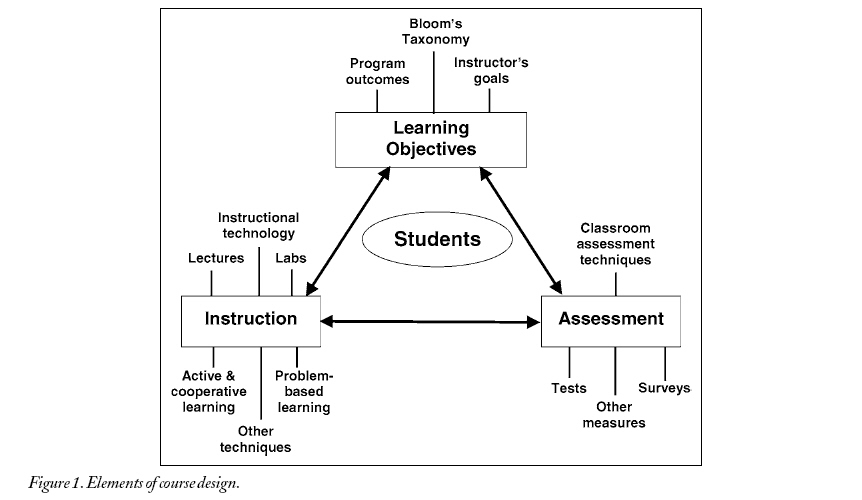 Bloom's
Taxonomy
Program
outcomes
Instructor's
goals
Learning
Objectives
Students
Instructional
technology
Lectures
Labs
Classroom
assessment
techniques
Instruction
Assessment
Active &
cooperative
learning
Problem-
based
learning
Other
techniques
Tests
Surveys
Other
measures
Figure 1. Elements of course design.